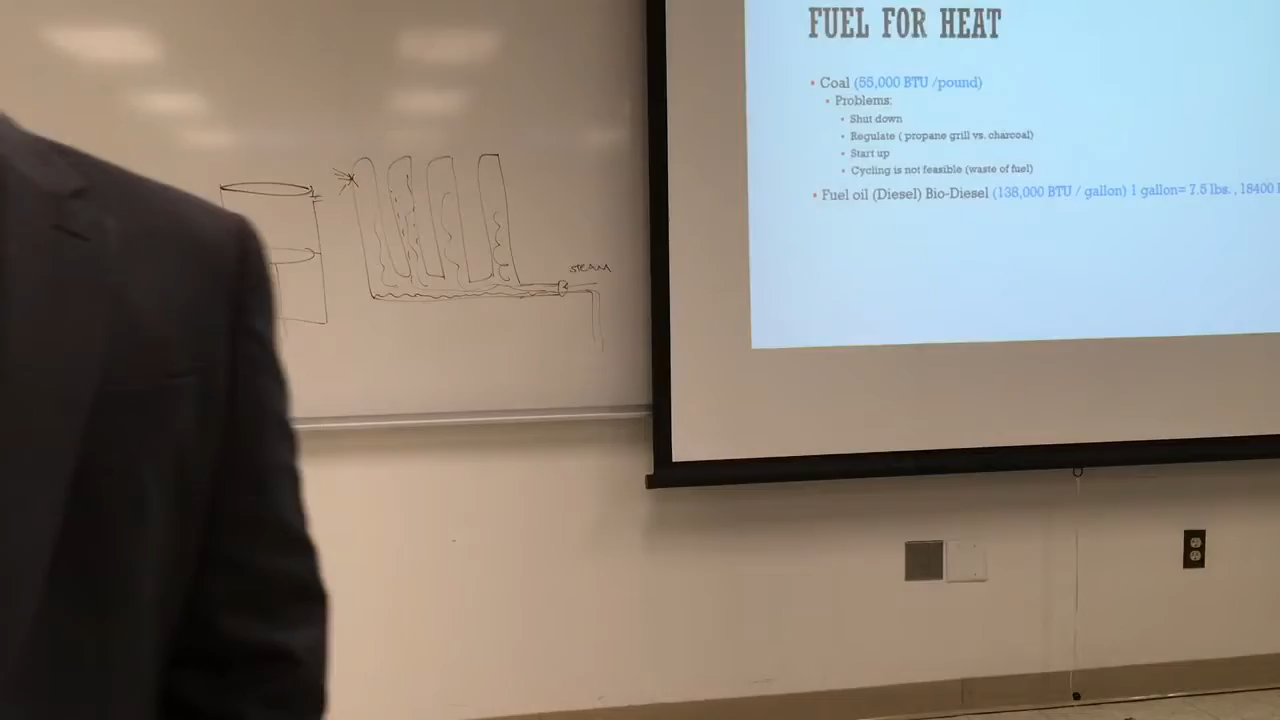 FUEL FOR HEAT
• Coal (55,000 BTU /pound)
• Problems:
• Shut down
• Regulate ( propane grill vs. charcoal)
• Start up
• Cycling is not feasible (waste of fuel)
• Fuel oil (Diesel) Bio-Diesel (138,000 BTU / gallon) 1 gallon= 7.5 lbs. , 18400
STEAM